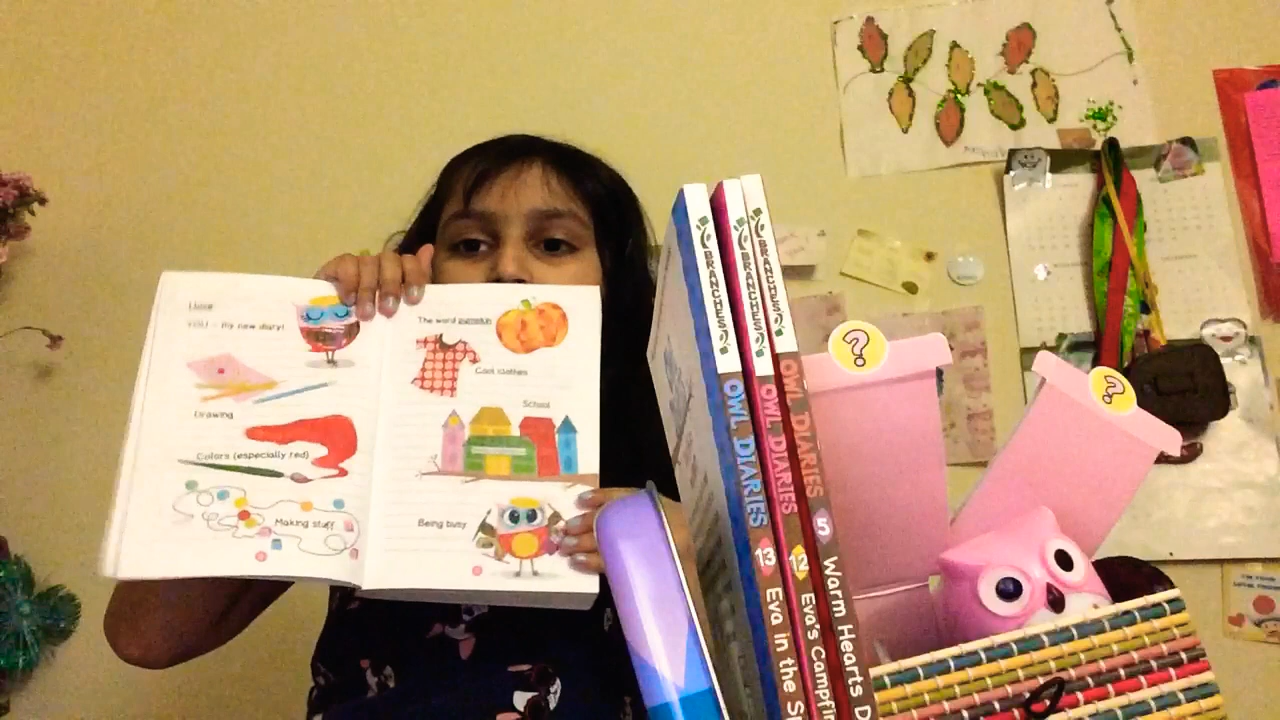 I love
YOU – my new diary!
Drawing
Colors (especially red)
Making stuff
The word pumpkin
Cool clothes
School
Being busy
BRANCHES
OWL DIARIES
13
Eva in the
BRANCHES
OWL DIARIES
12
Eva's Campfir
BRANCHES
OWL DIARIES
5
Warm Hearts D
?
?